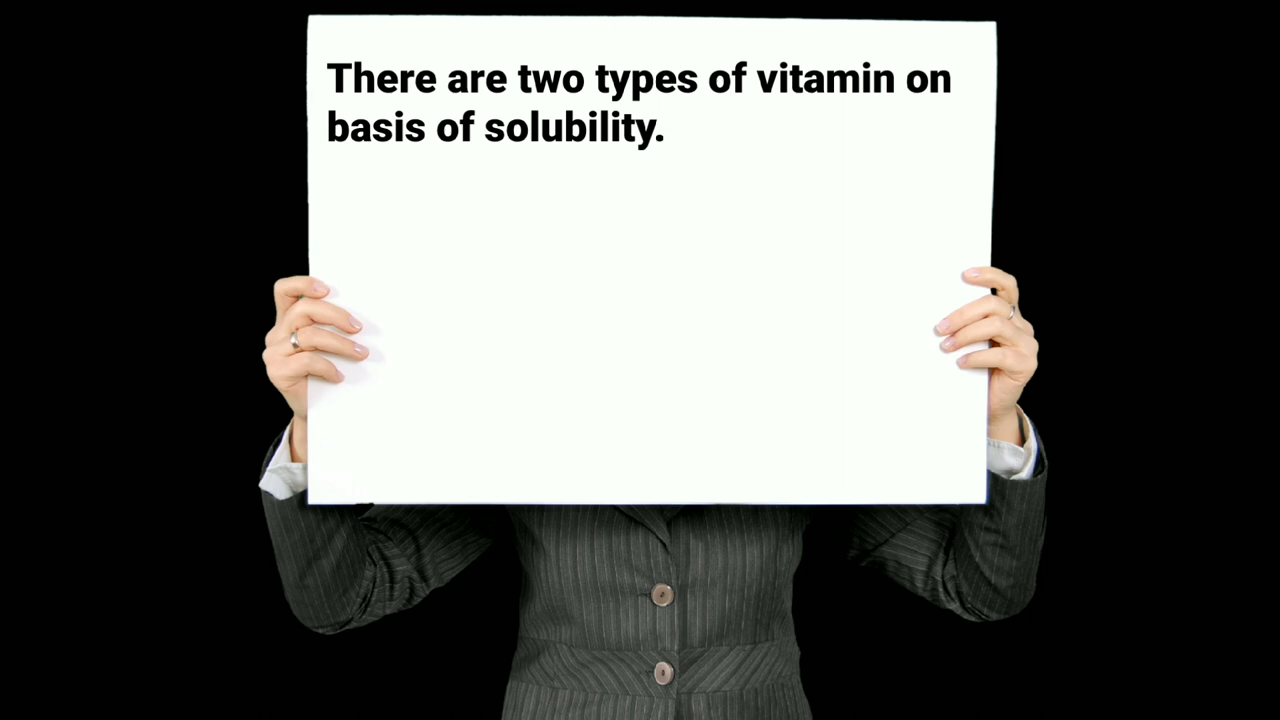 There are two types of vitamin on
basis of solubility.